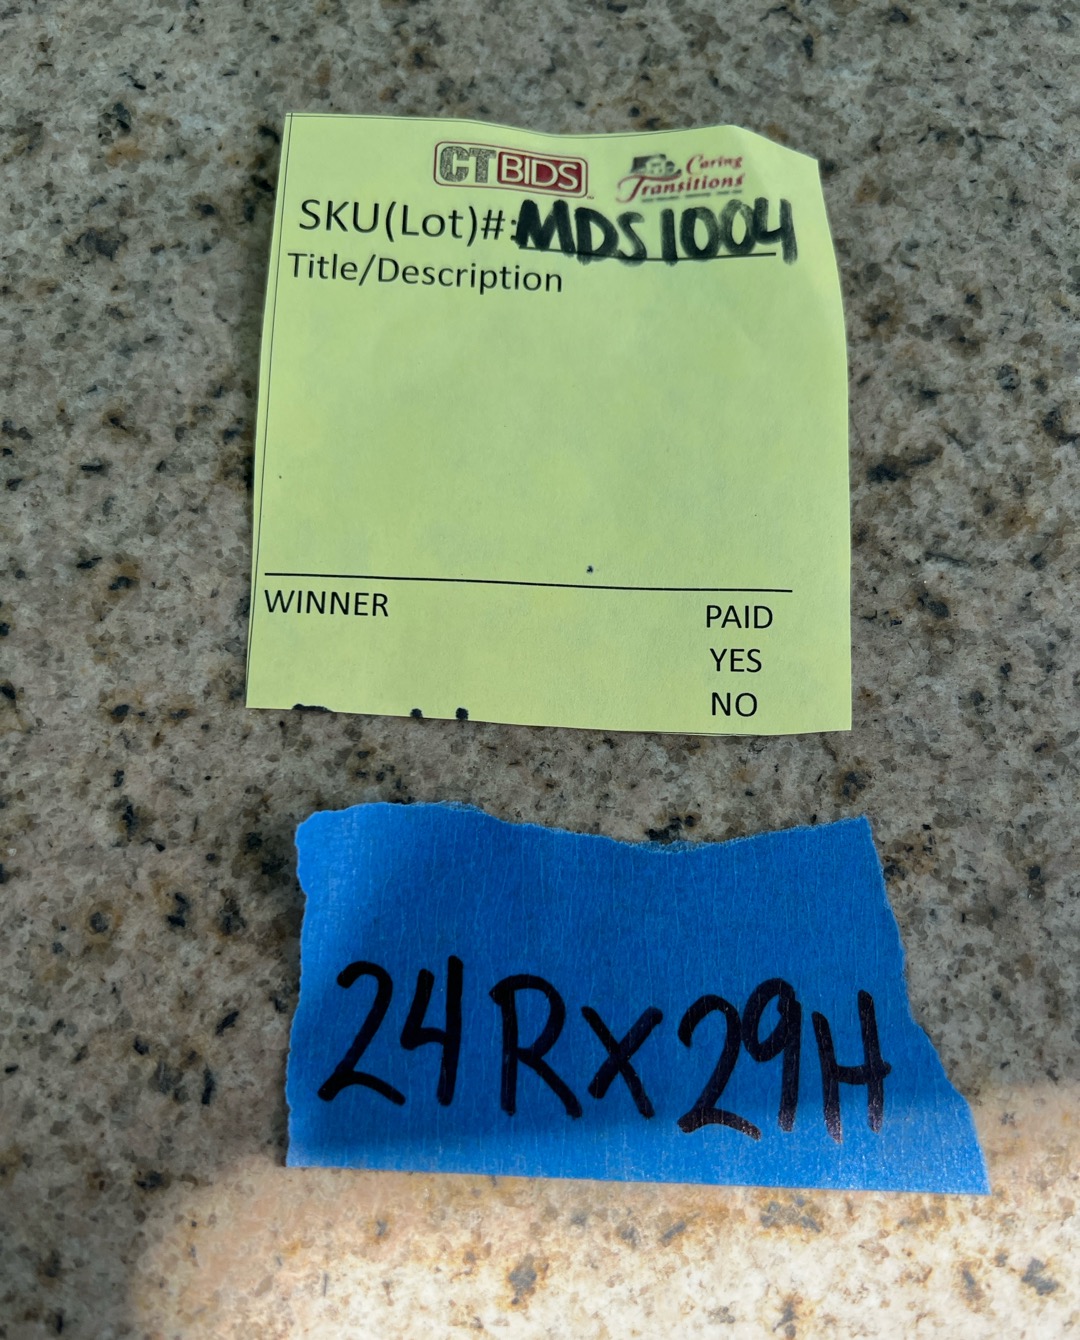 CTBIDS
Caring
Transitions
SKU(Lot)#:MDS1004
Title/Description
WINNER
PAID
YES
NO
24RX29H